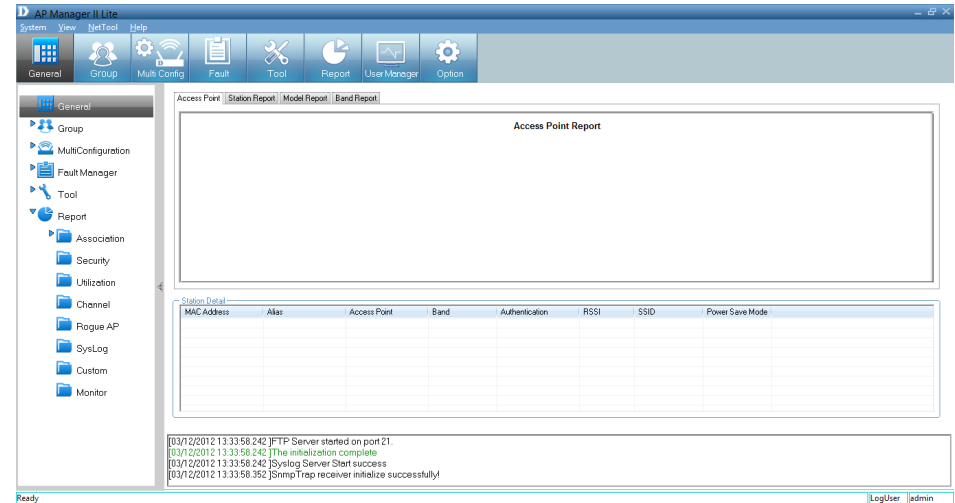 D AP Manager II Lite
System View NetTool Help
General Group Multi Config Fault Tool Report User Manager Option
General
Group
MultiConfiguration
Fault Manager
Tool
Report
Association
Security
Utilization
Channel
Rogue AP
SysLog
Custom
Monitor
Access Point Station Report Model Report Band Report
Access Point Report
Station Detail
MAC Address Alias Access Point Band Authentication RSSI SSID Power Save Mode
[03/12/2012 13:33:58.242 ]FTP Server started on port 21.
[03/12/2012 13:33:58.242 ]The initialization complete
[03/12/2012 13:33:58.242 ]Syslog Server Start success
[03/12/2012 13:33:58.352 ]SnmpTrap receiver initialize successfully!
Ready LogUser admin